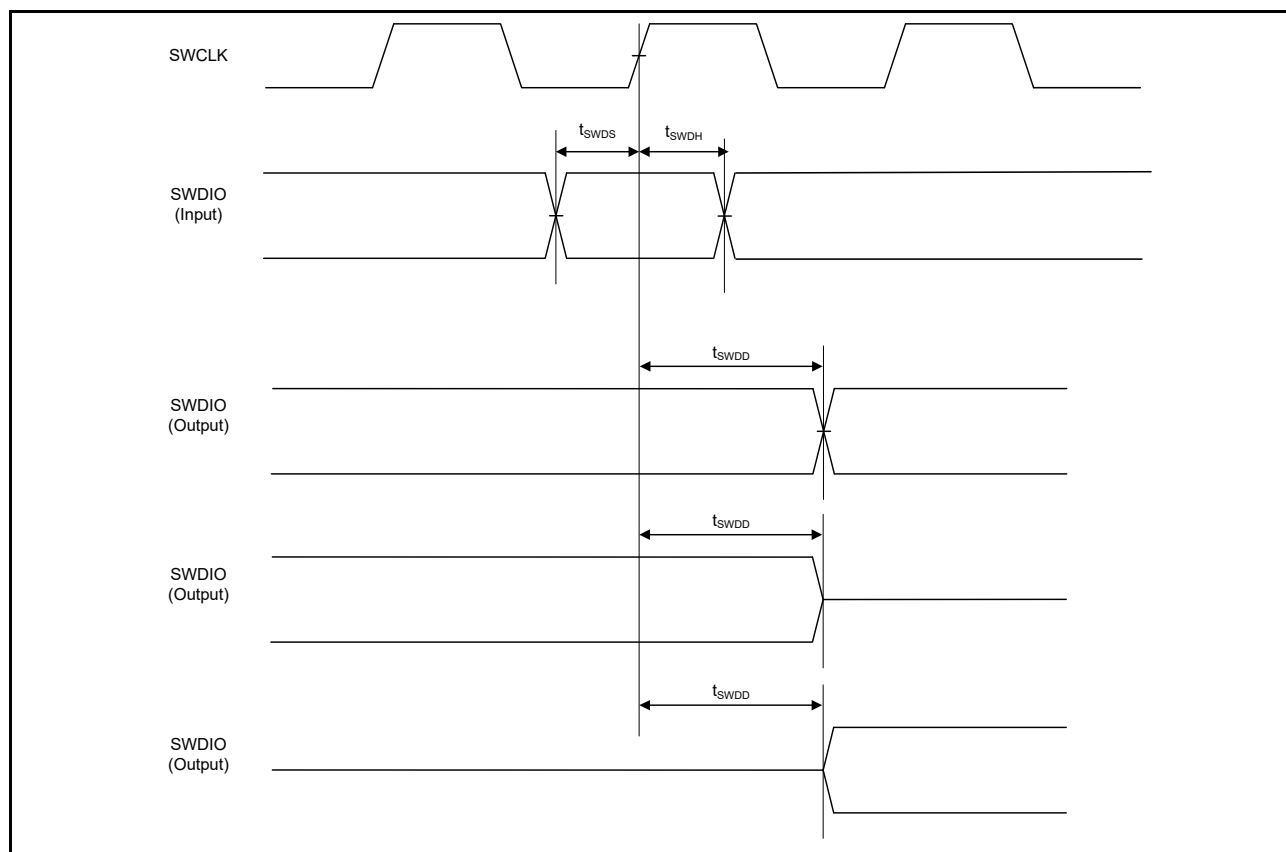 SWCLK
tSWDS
tSWDH
SWDIO
(Input)
tSWDD
SWDIO
(Output)
tSWDD
SWDIO
(Output)
tSWDD
SWDIO
(Output)